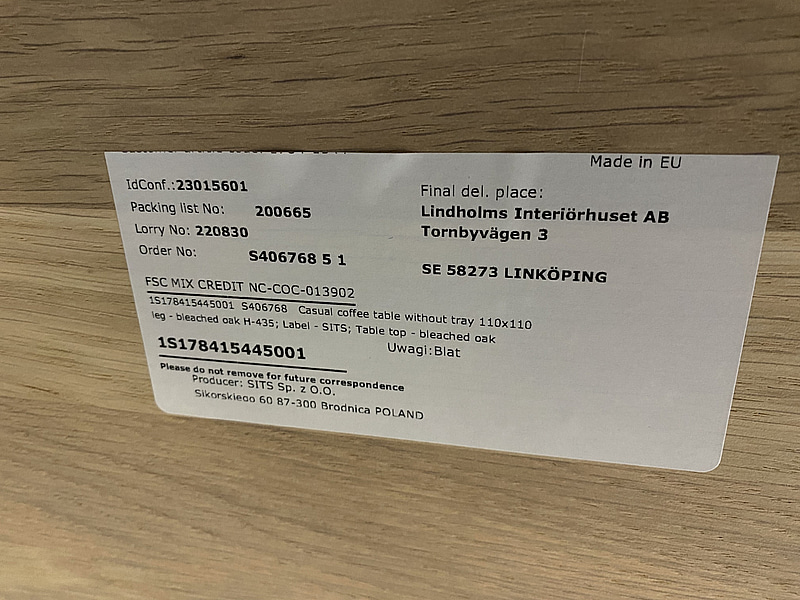 Made in EU
IdConf.:23015601
Packing list No: 200665
Lorry No: 220830
Order No: S406768 5 1
Final del. place:
Lindholms Interiörhuset AB
Tornbyvägen 3
SE 58273 LINKÖPING
FSC MIX CREDIT NC-COC-013902
1S178415445001 S406768 Casual coffee table without tray 110x110
leg - bleached oak H-435; Label - SITS; Table top - bleached oak
1S178415445001 Uwagi:Blat
Please do not remove for future correspondence
Producer: SITS Sp. z O.O.
Sikorskiego 60 87-300 Brodnica POLAND